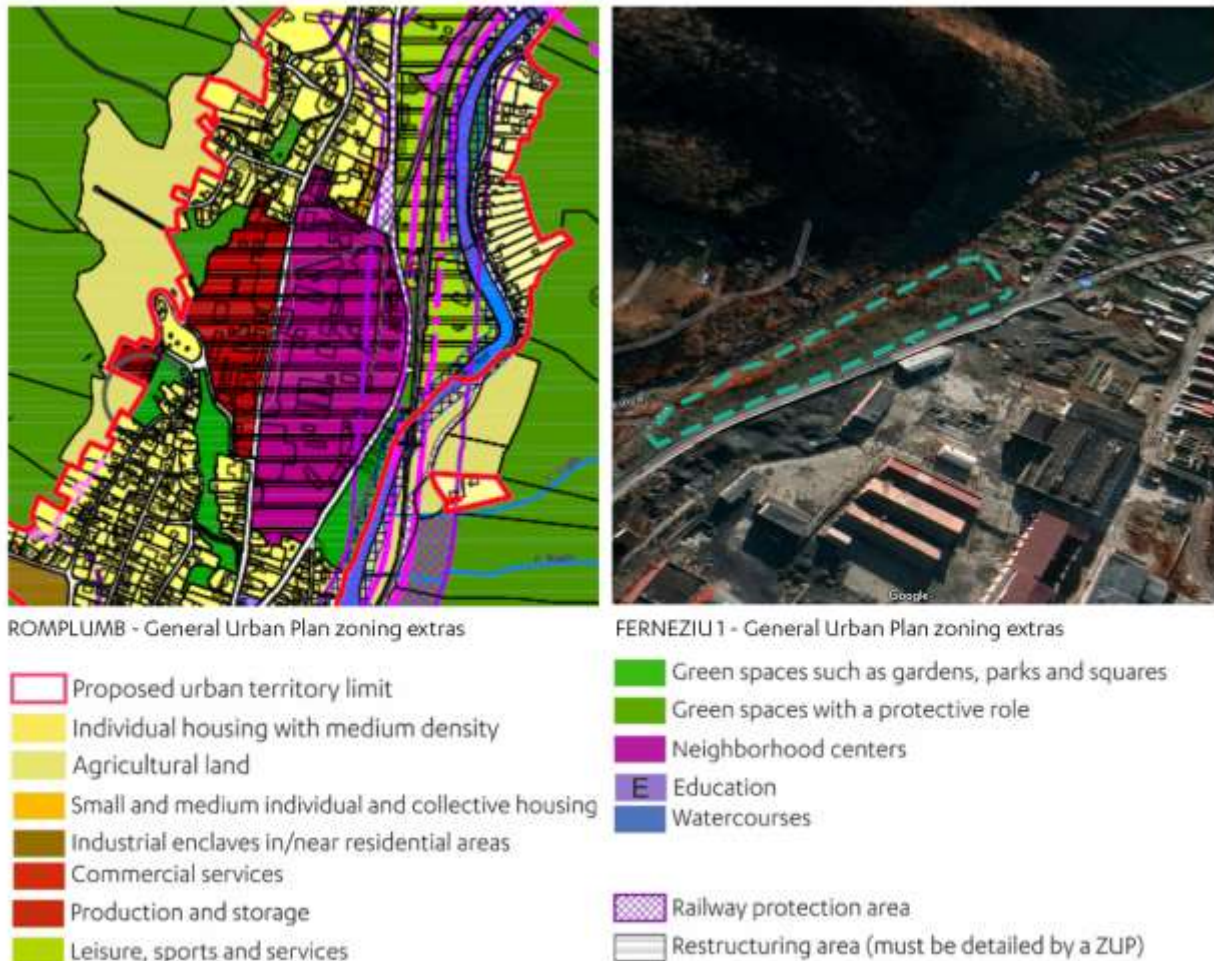 Google
ROMPLUMB - General Urban Plan zoning extras
FERNEZIU 1 - General Urban Plan zoning extras
Proposed urban territory limit
Individual housing with medium density
Agricultural land
Small and medium individual and collective housing
Industrial enclaves in/near residential areas
Commercial services
Production and storage
Leisure, sports and services
Green spaces such as gardens, parks and squares
Green spaces with a protective role
Neighborhood centers
E Education
Watercourses
Railway protection area
Restructuring area (must be detailed by a ZUP)